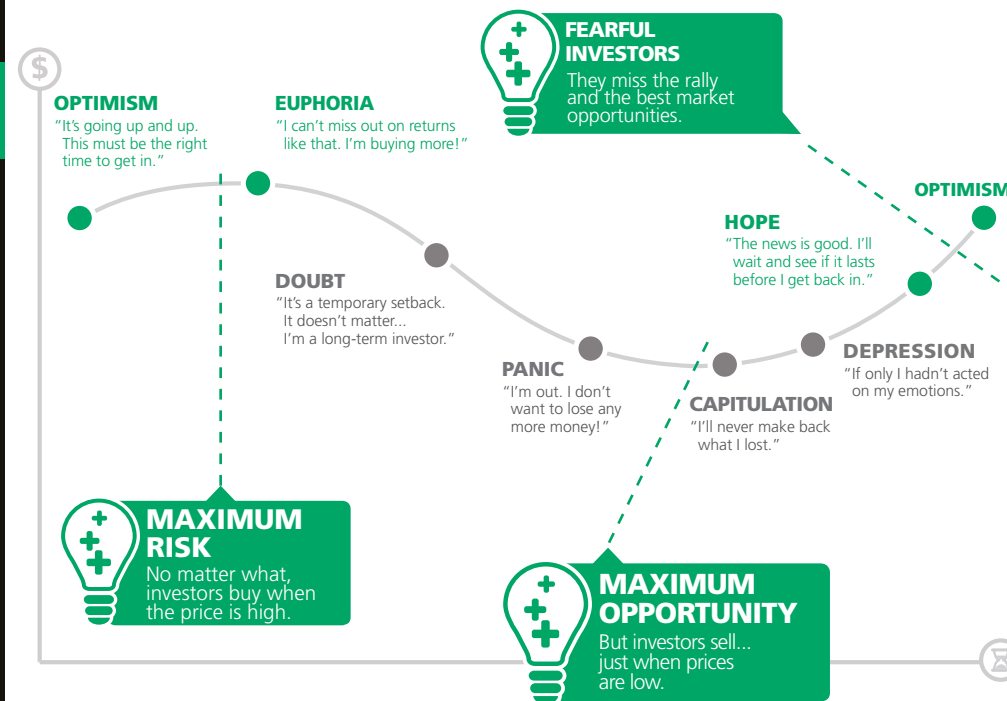 $
FEARFUL
INVESTORS
They miss the rally
and the best market
opportunities.
OPTIMISM
"It's going up and up.
This must be the right
time to get in."
EUPHORIA
"I can't miss out on returns
like that. I'm buying more!"
DOUBT
"It's a temporary setback.
It doesn't matter...
I'm a long-term investor."
PANIC
"I'm out. I don't
want to lose any
more money!"
CAPITULATION
"I'll never make back
what I lost."
DEPRESSION
"If only I hadn't acted
on my emotions."
HOPE
"The news is good. I'll
wait and see if it lasts
before I get back in."
OPTIMISM
MAXIMUM
RISK
No matter what,
investors buy when
the price is high.
MAXIMUM
OPPORTUNITY
But investors sell...
just when prices
are low.